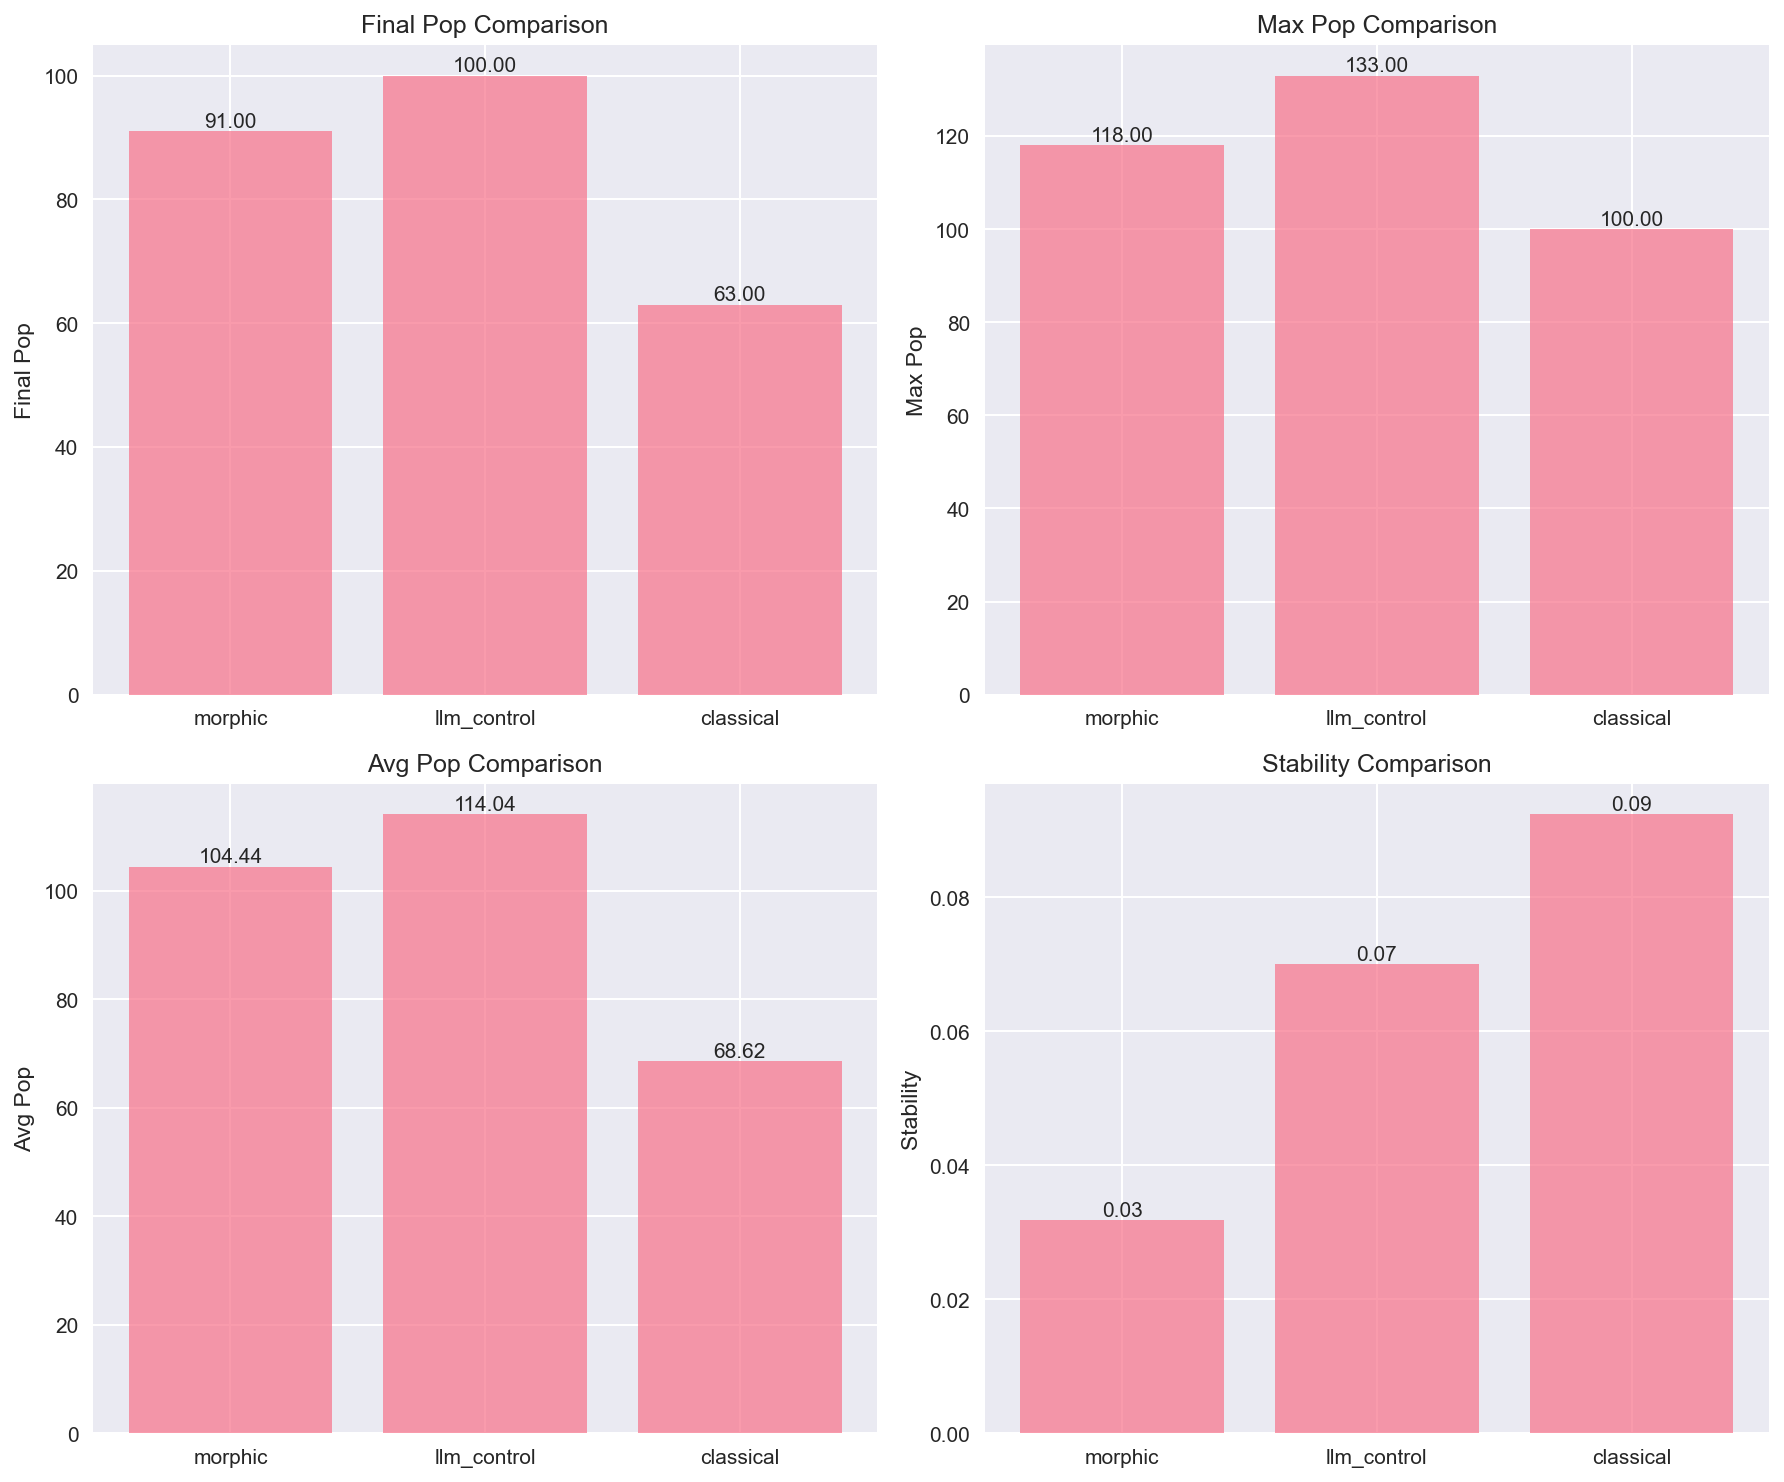 Final Pop Comparison
Final Pop
100
80
60
40
20
0
91.00
100.00
63.00
morphic
llm_control
classical
Max Pop Comparison
Max Pop
120
100
80
60
40
20
0
118.00
133.00
100.00
morphic
llm_control
classical
Avg Pop Comparison
Avg Pop
100
80
60
40
20
0
104.44
114.04
68.62
morphic
llm_control
classical
Stability Comparison
Stability
0.08
0.06
0.04
0.02
0.00
0.03
0.07
0.09
morphic
llm_control
classical